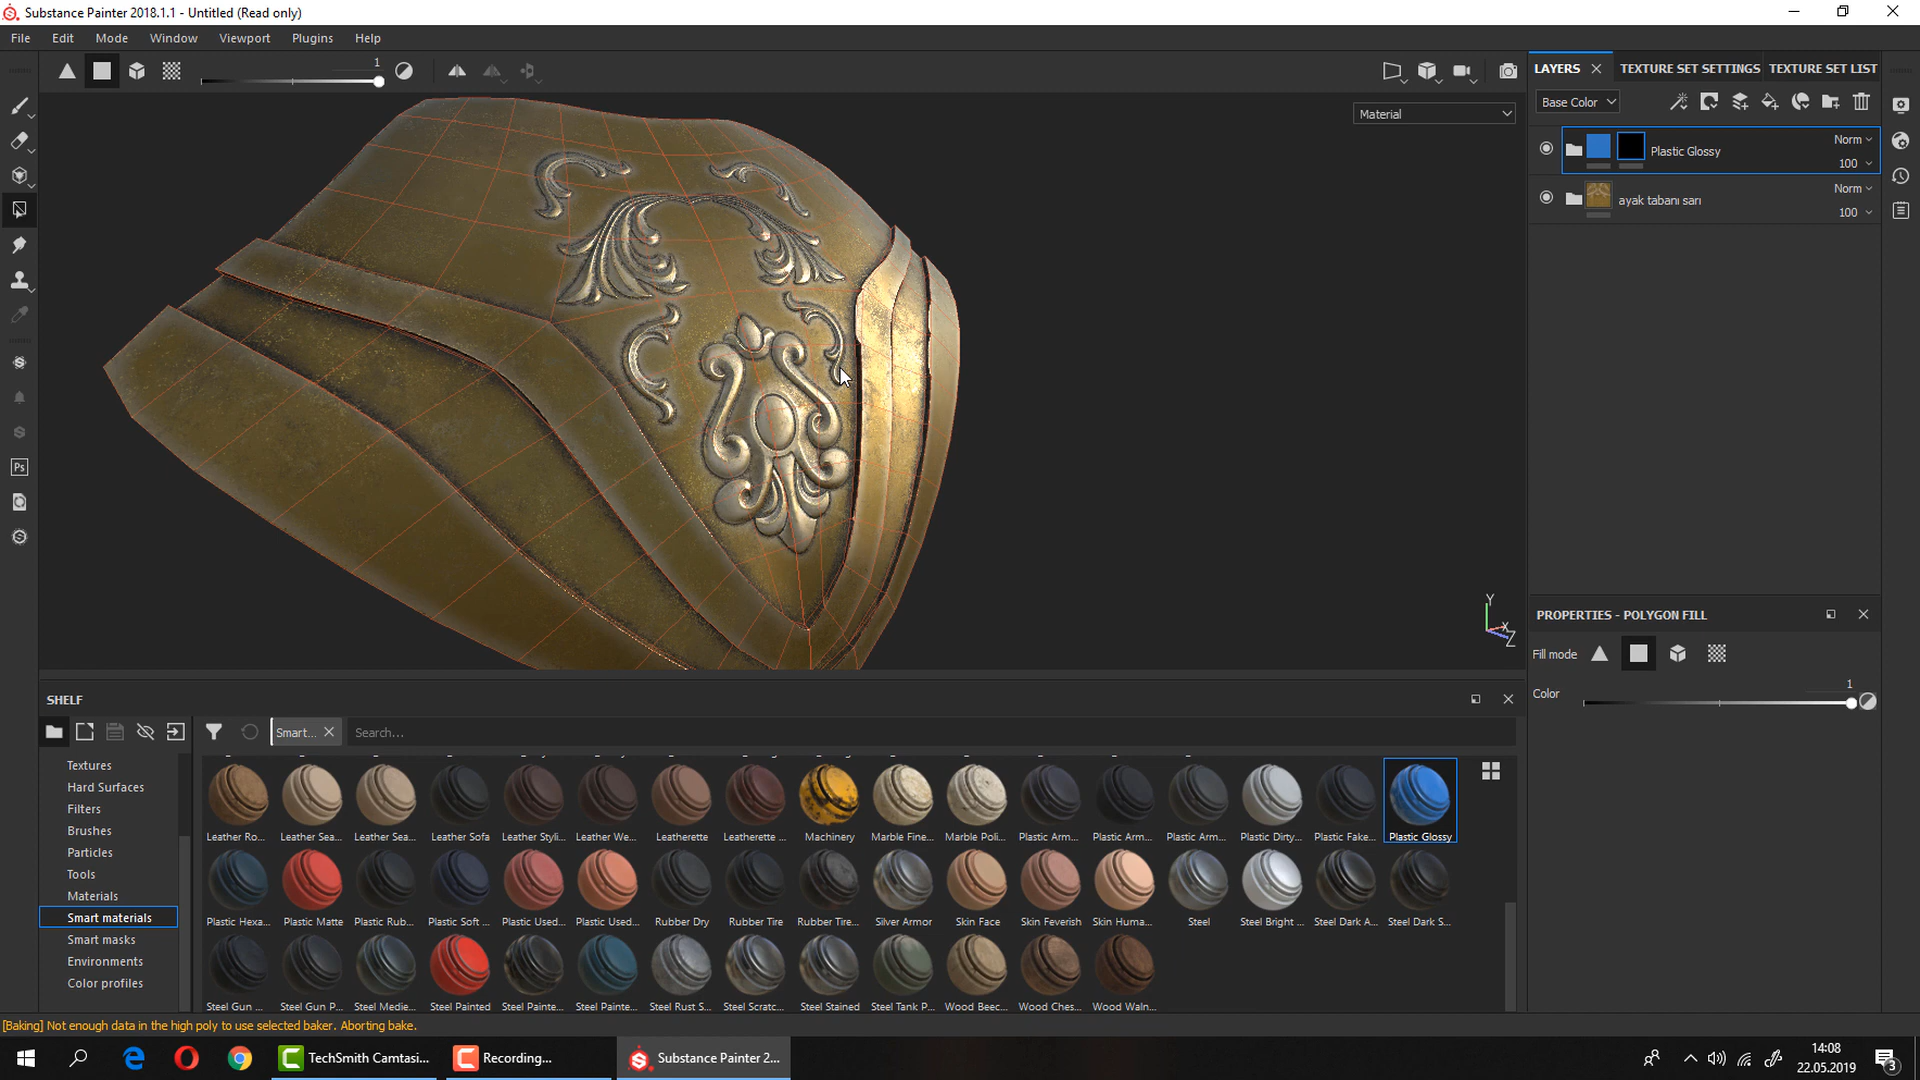 Substance Painter 2018.1.1 - Untitled (Read only)
File Edit Mode Window Viewport Plugins Help
1
Material
LAYERS TEXTURE SET SETTINGS TEXTURE SET LIST
Base Color
Plastic Glossy Norm 100
ayak tabanı sarı Norm 100
Y
X
Z
PROPERTIES - POLYGON FILL
Fill mode
Color 1
Ps
SHELF
Smart... Search...
Textures
Hard Surfaces
Filters
Brushes
Particles
Tools
Materials
Smart materials
Smart masks
Environments
Color profiles
Leather Ro... Leather Sea... Leather Sea... Leather Sofa Leather Styli... Leather We... Leatherette Leatherette ... Machinery Marble Fine... Marble Poli... Plastic Arm... Plastic Arm... Plastic Arm... Plastic Dirty... Plastic Fake... Plastic Glossy
Plastic Hexa... Plastic Matte Plastic Rub... Plastic Soft ... Plastic Used... Plastic Used... Rubber Dry Rubber Tire Rubber Tire... Silver Armor Skin Face Skin Feverish Skin Huma... Steel Steel Bright ... Steel Dark A... Steel Dark S...
Steel Gun ... Steel Gun P... Steel Medie... Steel Painted Steel Painte... Steel Painte... Steel Rust S... Steel Scratc... Steel Stained Steel Tank P... Wood Beec... Wood Ches... Wood Waln...
[Baking] Not enough data in the high poly to use selected baker. Aborting bake.
TechSmith Camtasi... Recording... Substance Painter 2...
14:08
22.05.2019
3